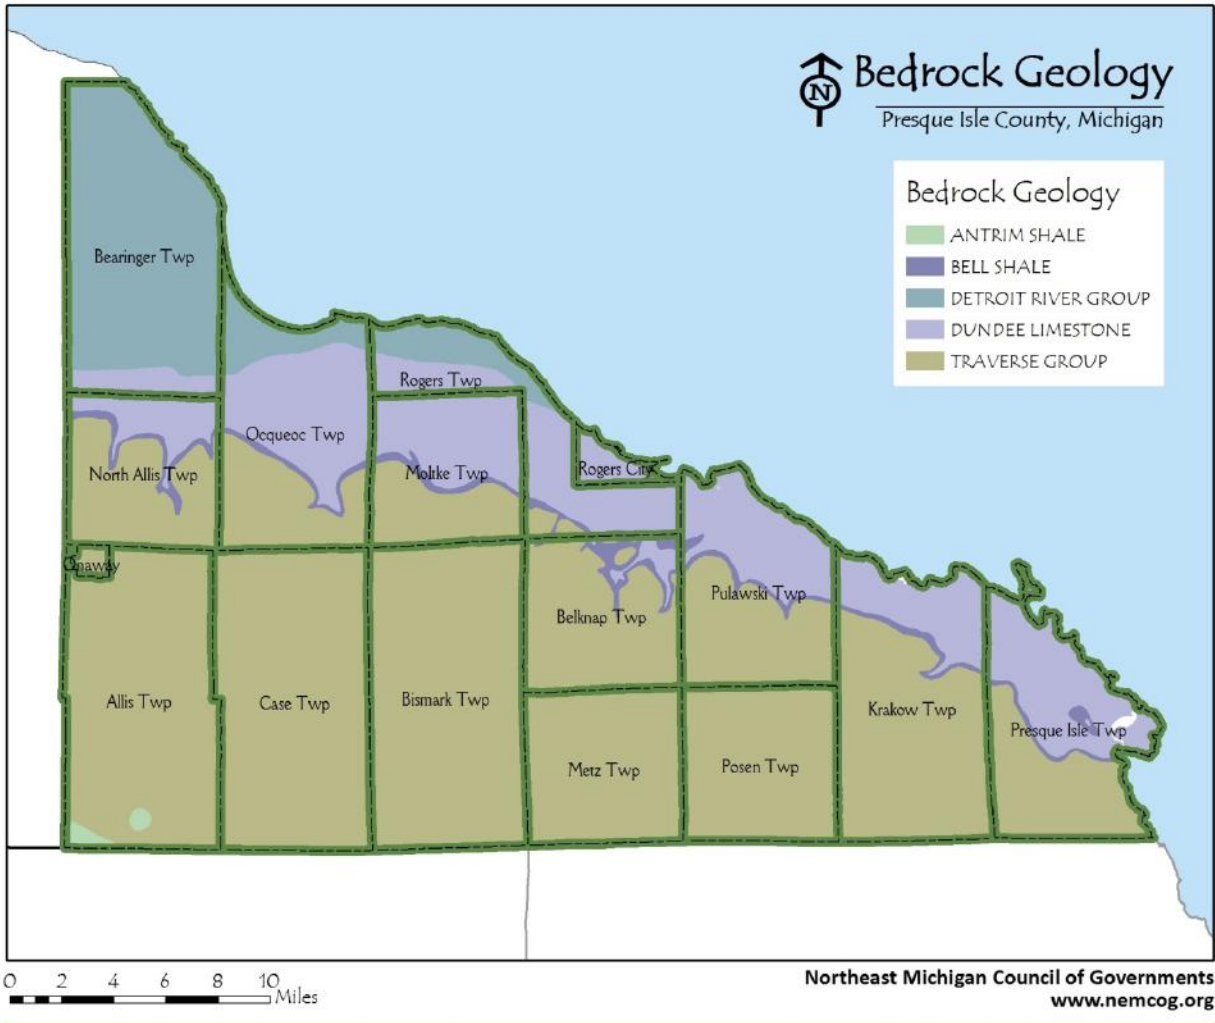 N
Bedrock Geology
Presque Isle County, Michigan
Bedrock Geology
ANTRIM SHALE
BELL SHALE
DETROIT RIVER GROUP
DUNDEE LIMESTONE
TRAVERSE GROUP
Bearinger Twp
Rogers Twp
Ocqueoc Twp
North Allis Twp
Moltke Twp
Rogers City
Onaway
Belknap Twp
Pulawski Twp
Allis Twp
Case Twp
Bismark Twp
Krakow Twp
Presque Isle Twp
Metz Twp
Posen Twp
0 2 4 6 8 10
Miles
Northeast Michigan Council of Governments
www.nemcog.org